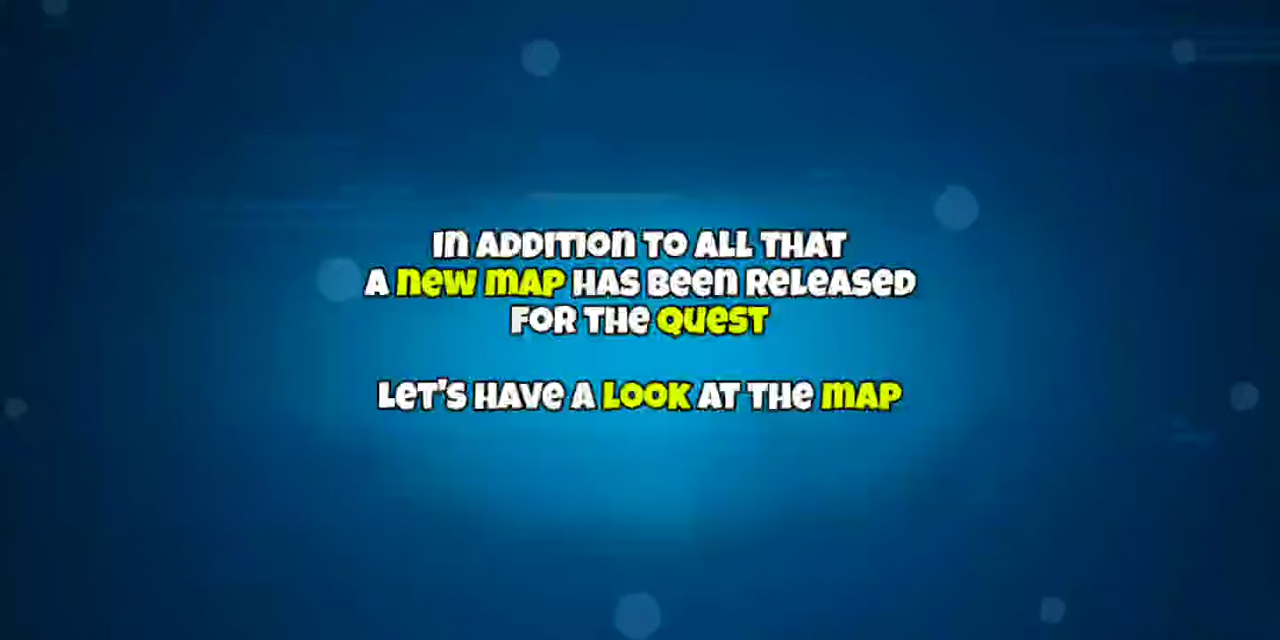 In addition to all that
a new map has been released
for the quest
Let's have a look at the map